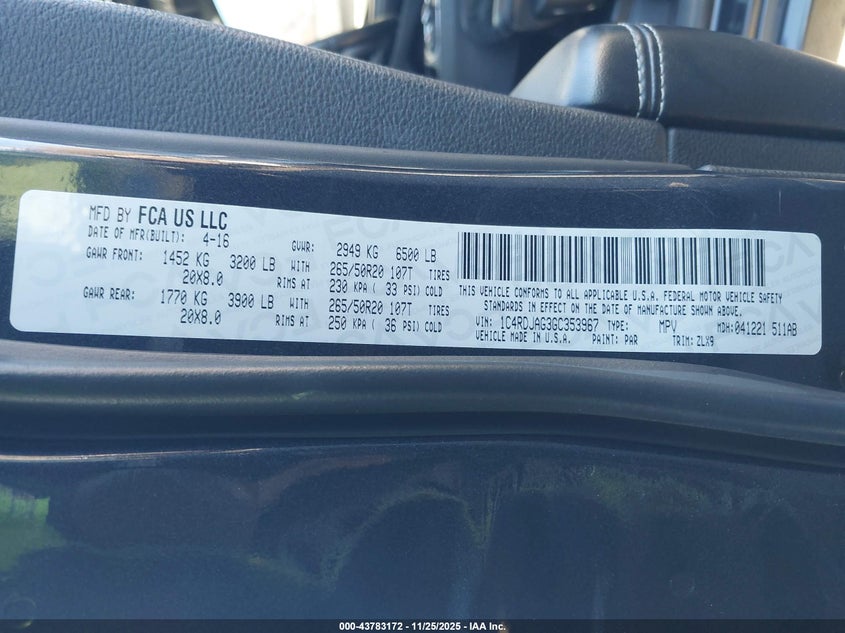 MFD BY FCA US LLC
DATE OF MFR(BUILT): 4-16 GVWR: 2949 KG 6500 LB
GAWR FRONT: 1452 KG 3200 LB WITH 265/50R20 107T TIRES
20X8.0 RIMS AT 230 KPA ( 33 PSI) COLD
GAWR REAR: 1770 KG 3900 LB WITH 265/50R20 107T TIRES
20X8.0 RIMS AT 250 KPA ( 36 PSI) COLD
THIS VEHICLE CONFORMS TO ALL APPLICABLE U.S.A. FEDERAL MOTOR VEHICLE SAFETY
STANDARDS IN EFFECT ON THE DATE OF MANUFACTURE SHOWN ABOVE.
VIN: 1C4RDJAG3GC353967 TYPE: MPV MDH: 041221 511AB
VEHICLE MADE IN U.S.A. PAINT: PAR TRIM: ZLX9
000-43783172 - 11/25/2025 - IAA Inc.